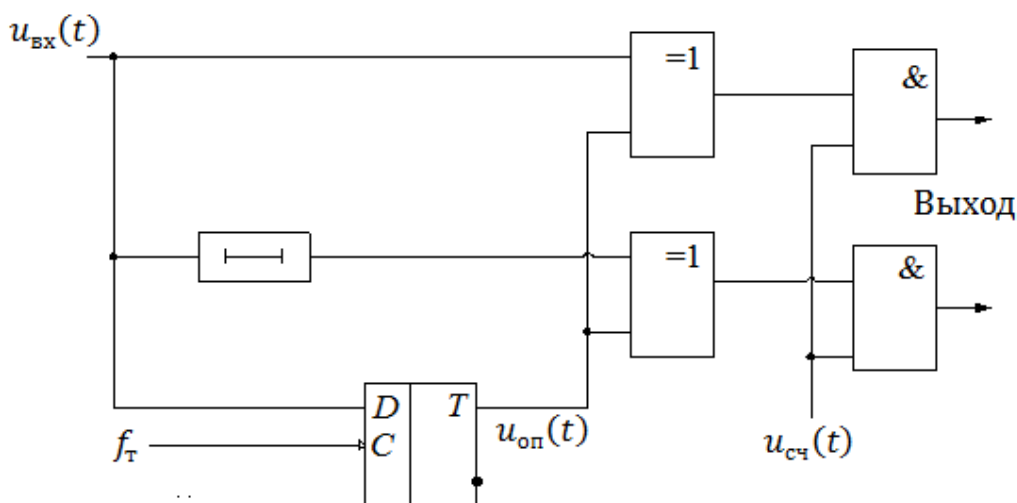 u_вх(t)
=1
&
Выход
=1
&
D T
u_оп(t)
f_т C
u_сч(t)